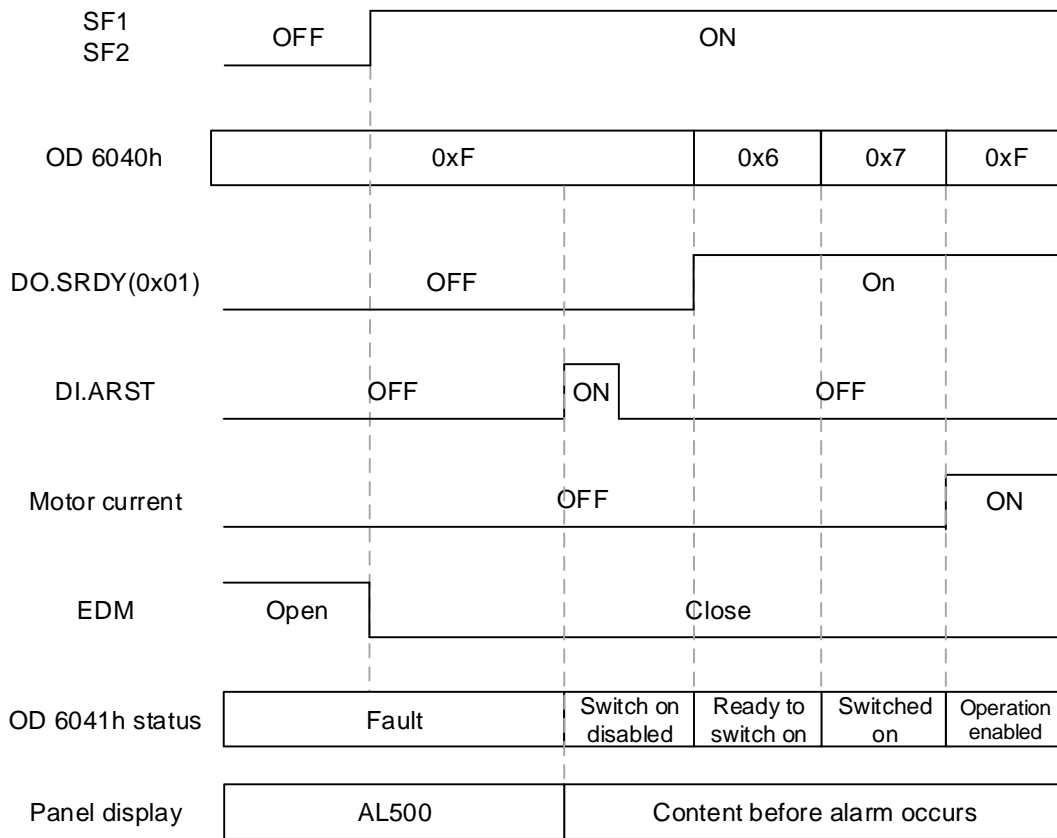 SF1
SF2
OFF
ON
OD 6040h
0xF
0x6
0x7
0xF
DO.SRDY(0x01)
OFF
On
DI.ARST
OFF
ON
OFF
Motor current
OFF
ON
EDM
Open
Close
OD 6041h status
Fault
Switch on
disabled
Ready to
switch on
Switched
on
Operation
enabled
Panel display
AL500
Content before alarm occurs